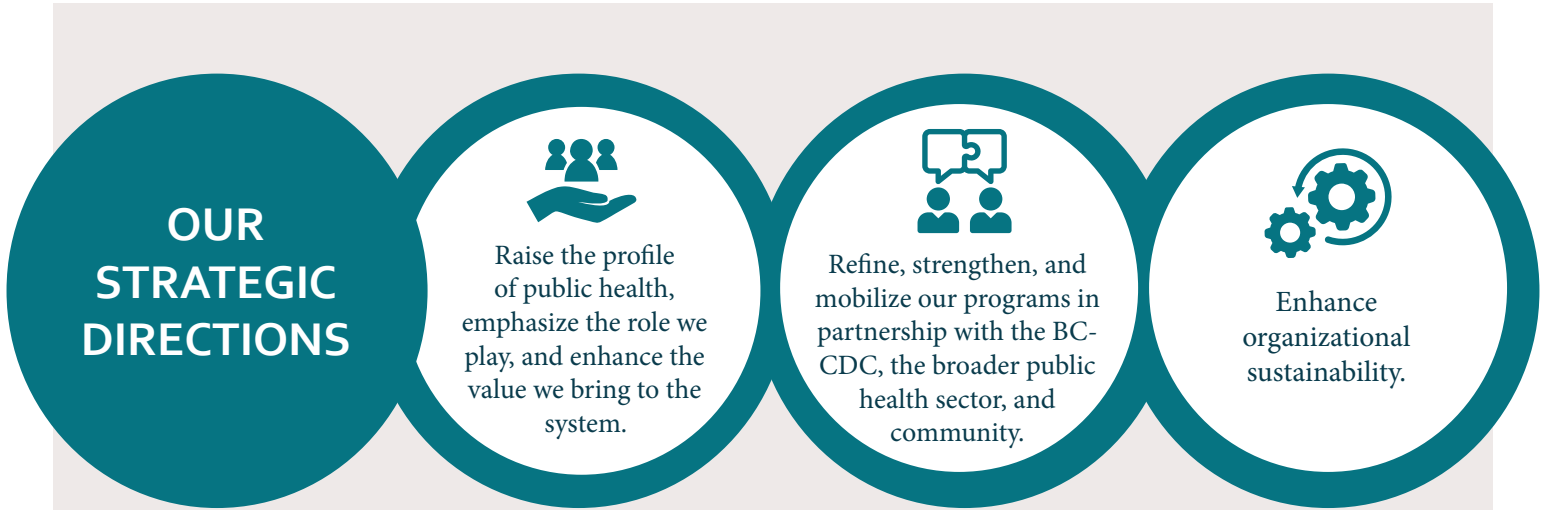 OUR
STRATEGIC
DIRECTIONS
Raise the profile
of public health,
emphasize the role we
play, and enhance the
value we bring to the
system.
Refine, strengthen, and
mobilize our programs in
partnership with the BC-
CDC, the broader public
health sector, and
community.
Enhance
organizational
sustainability.